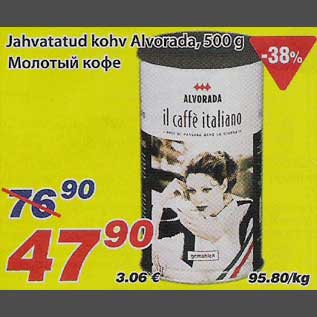 Jahvatatud kohv Alvorada, 500 g
Молотый кофе
-38%
ALVORADA
il caffè italiano
76 90
47 90
gemahlen
3.06 €
95.80/kg